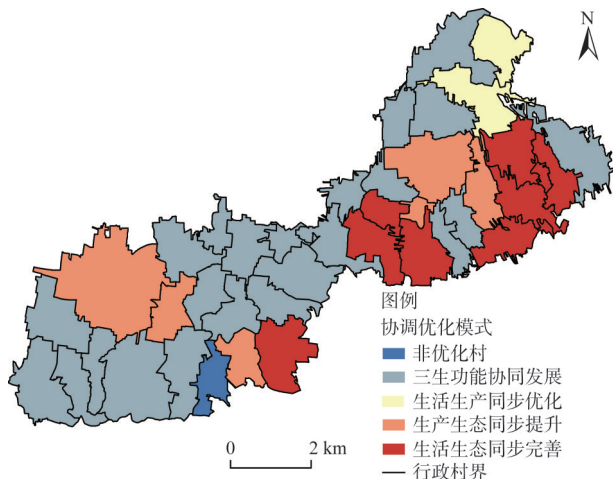 N
图例
协调优化模式
非优化村
三生功能协同发展
生活生产同步优化
生产生态同步提升
生活生态同步完善
行政村界
0 2 km